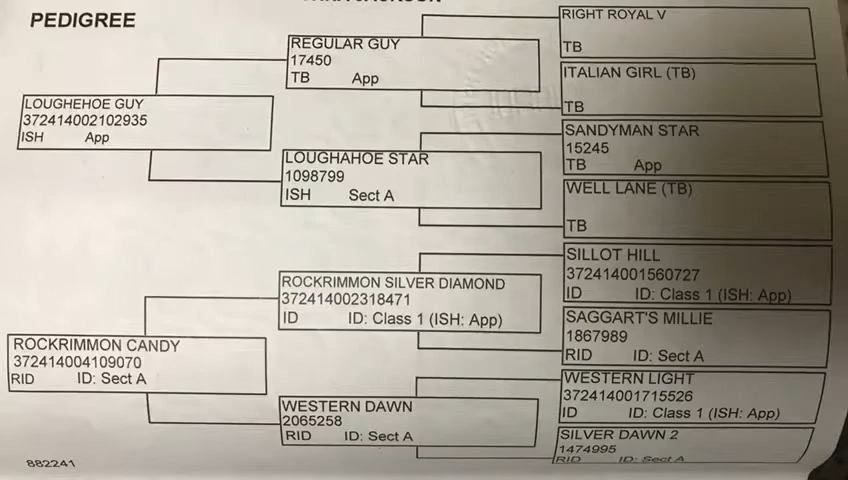 PEDIGREE
LOUGHEHOE GUY
372414002102935
ISH App
REGULAR GUY
17450
TB App
LOUGHAHOE STAR
1098799
ISH Sect A
RIGHT ROYAL V
TB
ITALIAN GIRL (TB)
TB
SANDYMAN STAR
15245
TB App
WELL LANE (TB)
TB
ROCKRIMMON CANDY
372414004109070
RID ID: Sect A
ROCKRIMMON SILVER DIAMOND
372414002318471
ID ID: Class 1 (ISH: App)
WESTERN DAWN
2065258
RID ID: Sect A
SILLOT HILL
372414001560727
ID ID: Class 1 (ISH: App)
SAGGART'S MILLIE
1867989
RID ID: Sect A
WESTERN LIGHT
372414001715526
ID ID: Class 1 (ISH: App)
SILVER DAWN 2
1474995
RID ID: Sect A
882241